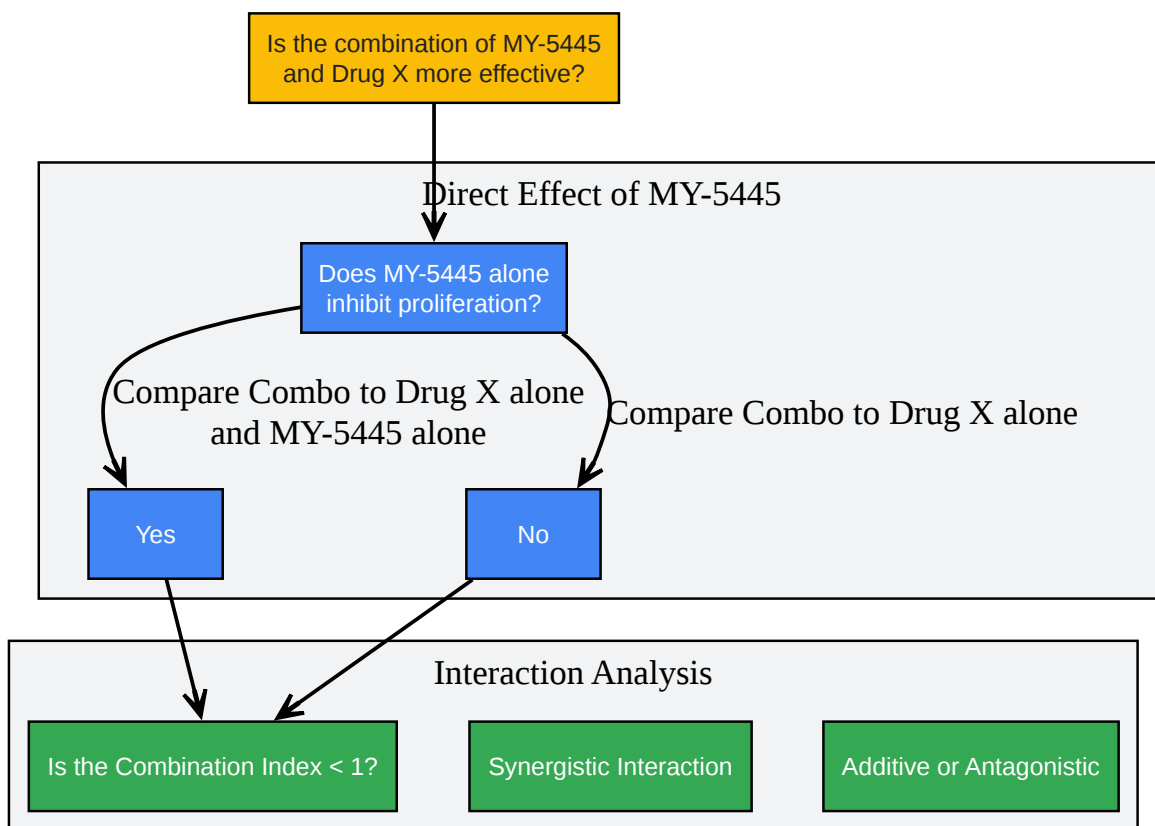 Is the combination of MY-5445
and Drug X more effective?
Direct Effect of MY-5445
Does MY-5445 alone
inhibit proliferation?
Compare Combo to Drug X alone
and MY-5445 alone
Compare Combo to Drug X alone
Yes
No
Interaction Analysis
Is the Combination Index < 1?
Synergistic Interaction
Additive or Antagonistic